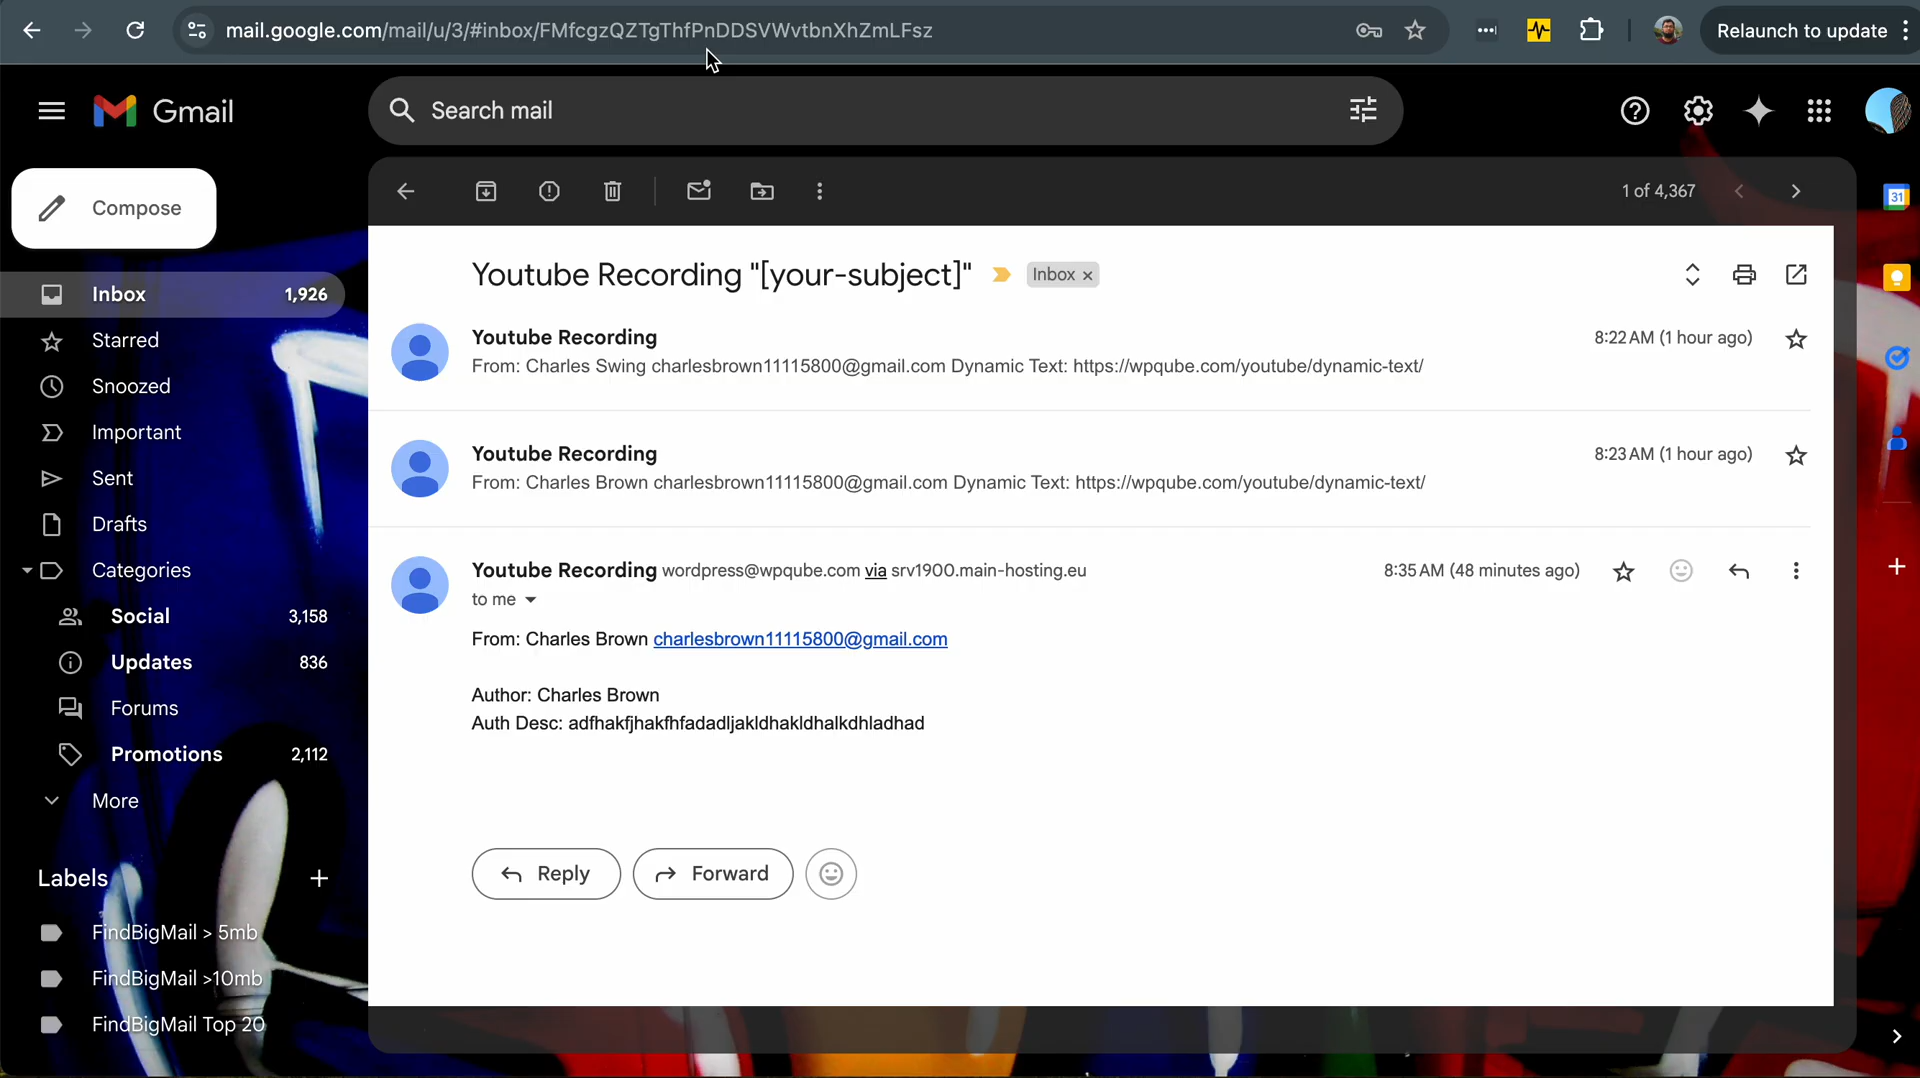 mail.google.com/mail/u/3/#inbox/FMfcgzQZTgThfPnDDSVWvtbnXhZmLFsz
Relaunch to update
Gmail
Search mail
Compose
1 of 4,367
Inbox 1,926
Starred
Snoozed
Important
Sent
Drafts
Categories
Social 3,158
Updates 836
Forums
Promotions 2,112
More
Labels
FindBigMail > 5mb
FindBigMail >10mb
FindBigMail Top 20
Youtube Recording "[your-subject]" Inbox ×
Youtube Recording 8:22 AM (1 hour ago)
From: Charles Swing charlesbrown11115800@gmail.com Dynamic Text: https://wpqube.com/youtube/dynamic-text/
Youtube Recording 8:23 AM (1 hour ago)
From: Charles Brown charlesbrown11115800@gmail.com Dynamic Text: https://wpqube.com/youtube/dynamic-text/
Youtube Recording wordpress@wpqube.com via srv1900.main-hosting.eu 8:35 AM (48 minutes ago)
to me
From: Charles Brown charlesbrown11115800@gmail.com
Author: Charles Brown
Auth Desc: adfhakfjhakfhfadadljakldhakldhalkdhladhad
Reply
Forward
31